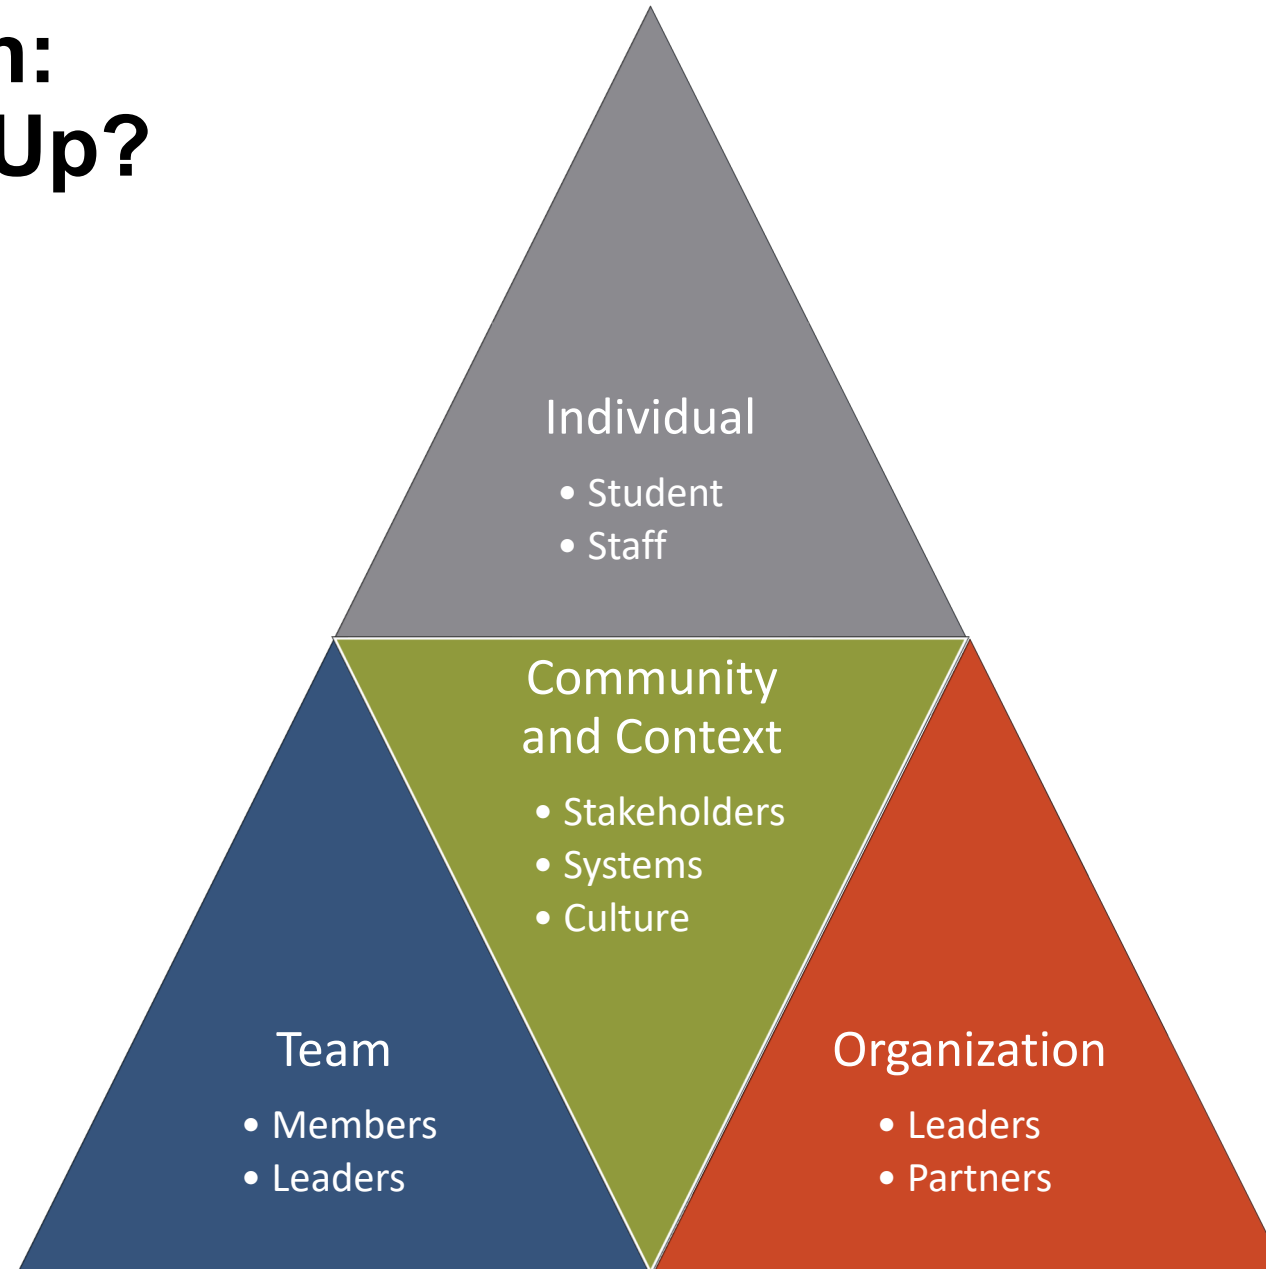 n:
Up?
Individual
• Student
• Staff
Community
and Context
• Stakeholders
• Systems
• Culture
Team
• Members
• Leaders
Organization
• Leaders
• Partners